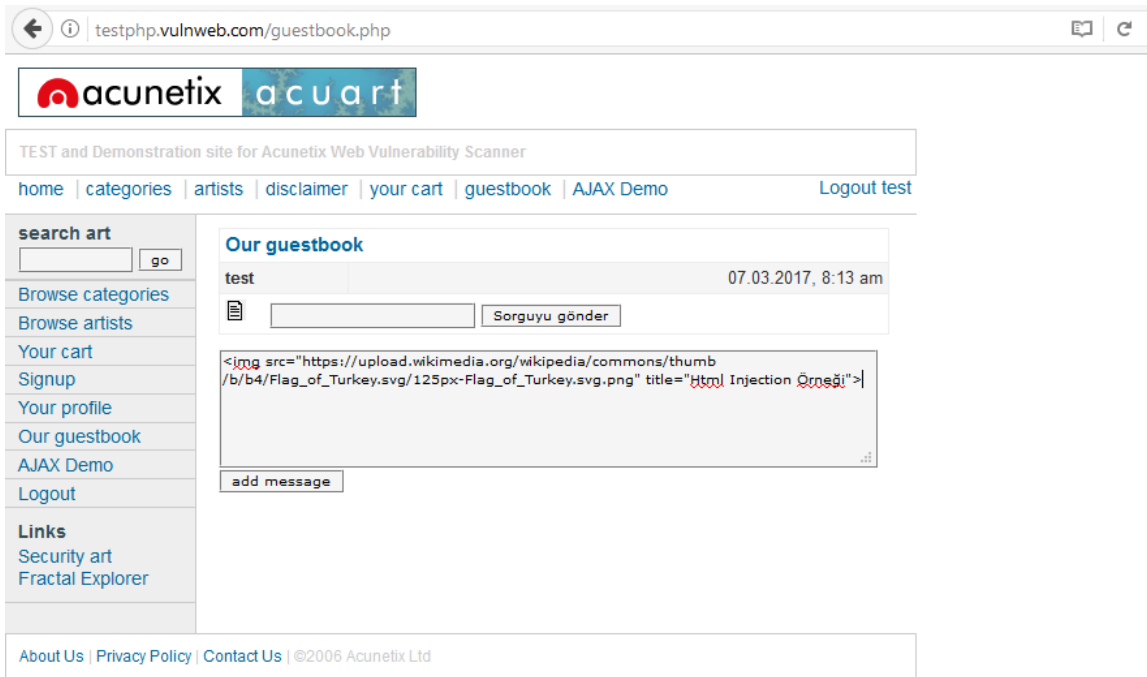 testphp.vulnweb.com/guestbook.php
acunetix acuart
TEST and Demonstration site for Acunetix Web Vulnerability Scanner
home | categories | artists | disclaimer | your cart | guestbook | AJAX Demo Logout test
search art
go
Browse categories
Browse artists
Your cart
Signup
Your profile
Our guestbook
AJAX Demo
Logout
Links
Security art
Fractal Explorer
Our guestbook
test 07.03.2017, 8:13 am
Sorguyu gönder
<img src="https://upload.wikimedia.org/wikipedia/commons/thumb
/b/b4/Flag_of_Turkey.svg/125px-Flag_of_Turkey.svg.png" title="Html Injection Örneği">
add message
About Us | Privacy Policy | Contact Us | ©2006 Acunetix Ltd